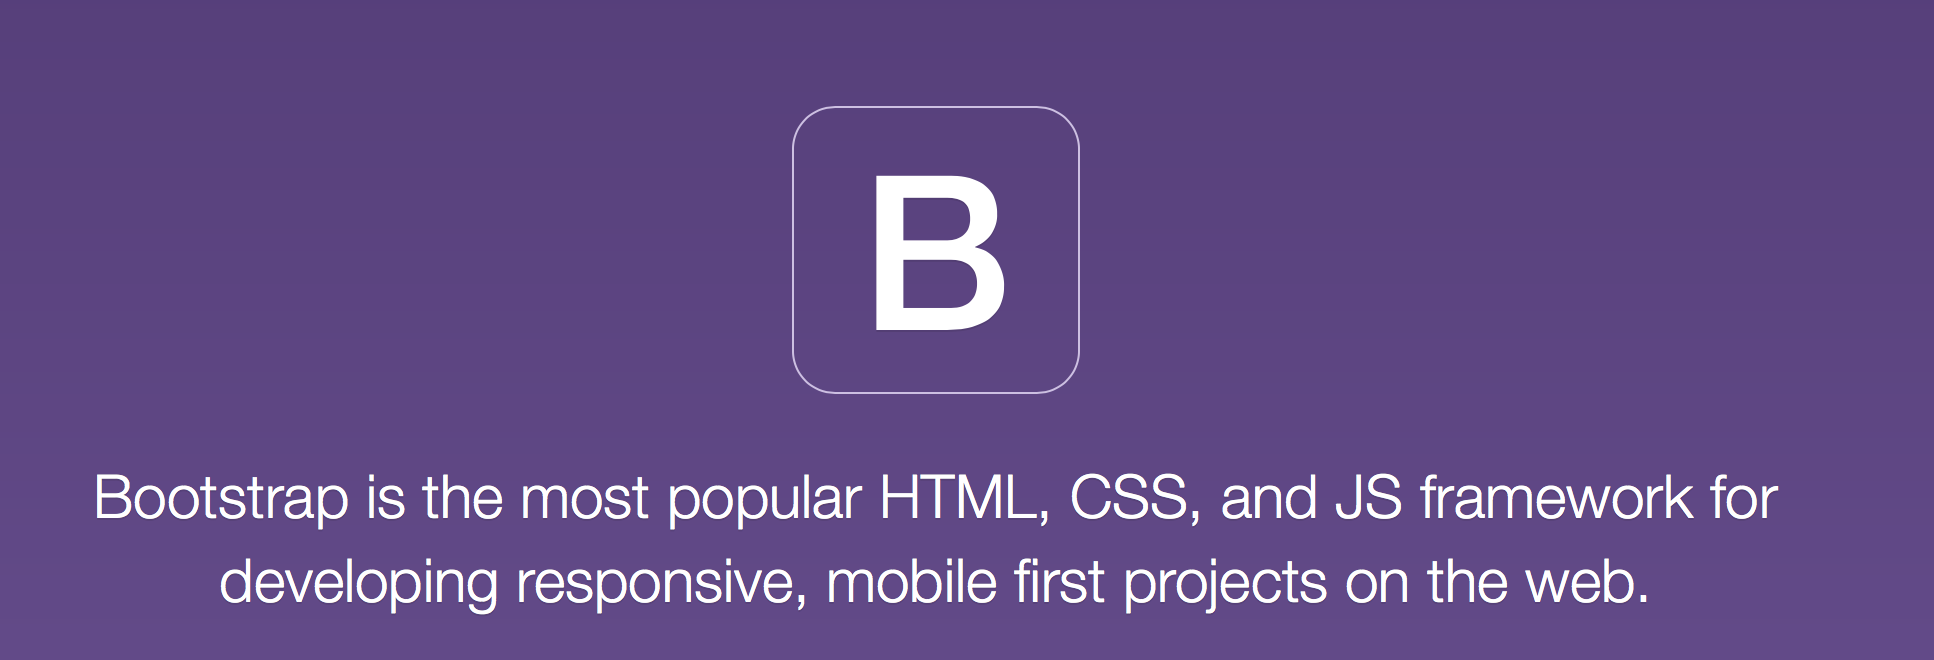 B
Bootstrap is the most popular HTML, CSS, and JS framework for
developing responsive, mobile first projects on the web.